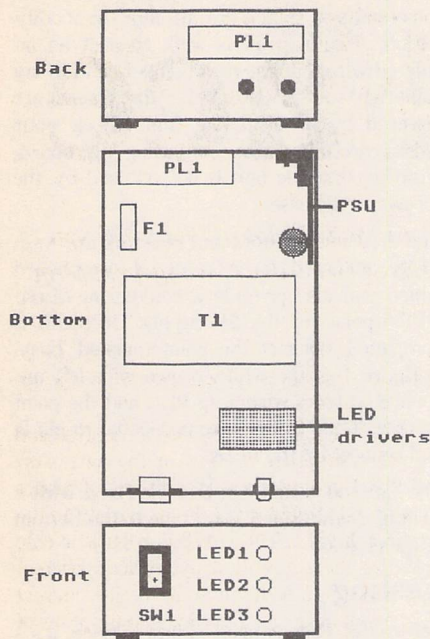 PL1
Back
PL1
PSU
F1
Bottom
T1
LED
drivers
LED1
Front
LED2
SW1 LED3